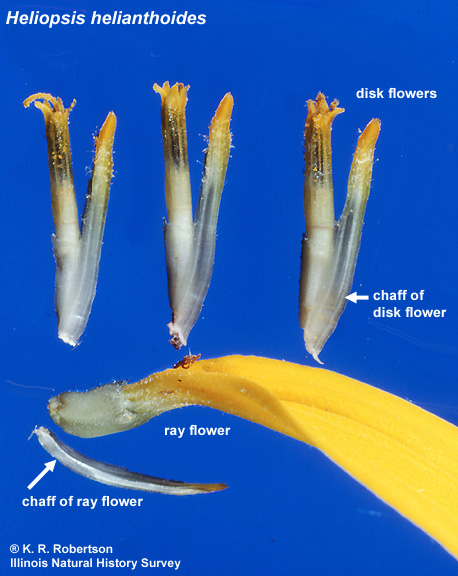 Heliopsis helianthoides
disk flowers
chaff of
disk flower
ray flower
chaff of ray flower
® K. R. Robertson
Illinois Natural History Survey